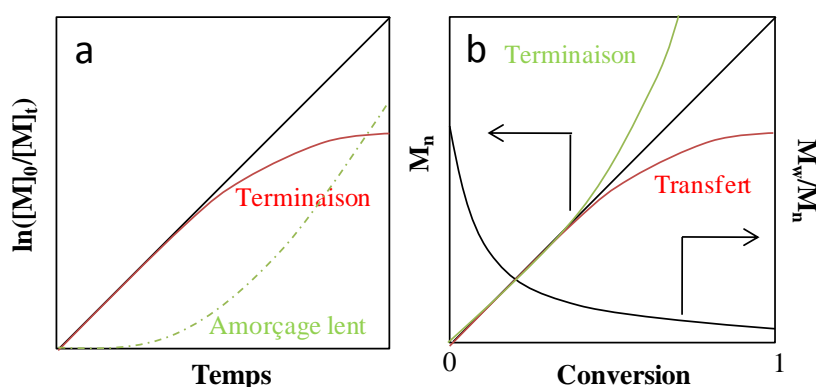 a
ln([M]0/[M]t)
Terminaison
Amorçage lent
Temps
b
Terminaison
Mn
Transfert
Mw/Mn
0
Conversion
1